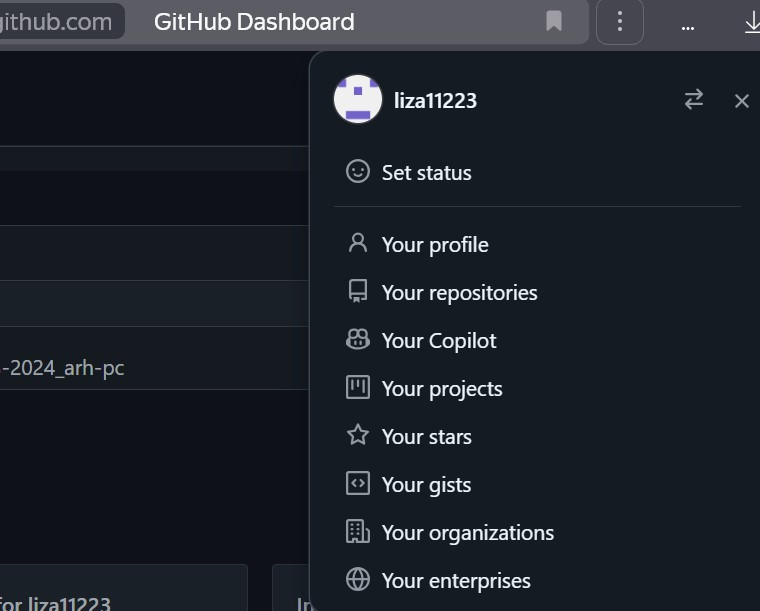 github.com GitHub Dashboard ...
liza11223
Set status
Your profile
Your repositories
Your Copilot
-2024_arh-pc
Your projects
Your stars
Your gists
Your organizations
Your enterprises
for liza11223